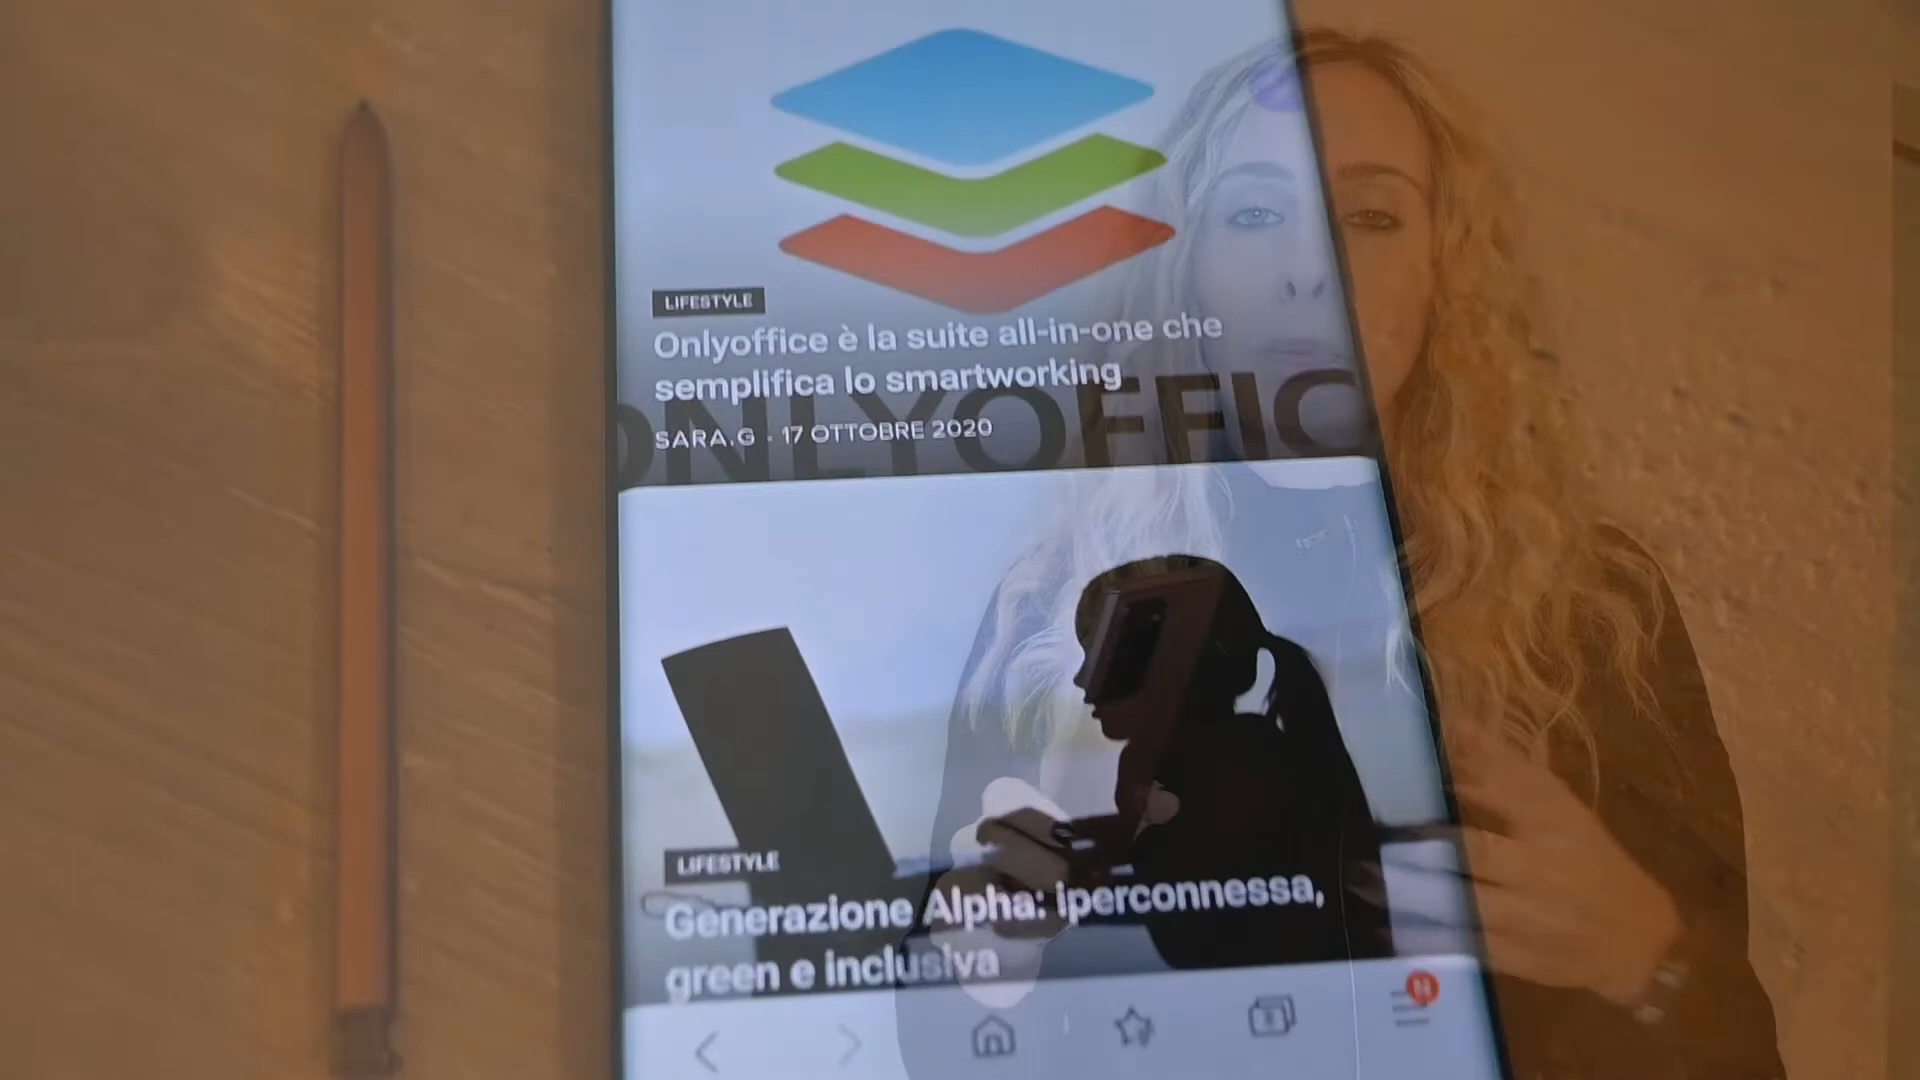 LIFESTYLE
Onlyoffice è la suite all-in-one che
semplifica lo smartworking
ONLYOFFIC
SARA.G - 17 OTTOBRE 2020
LIFESTYLE
Generazione Alpha: iperconnessa,
green e inclusiva